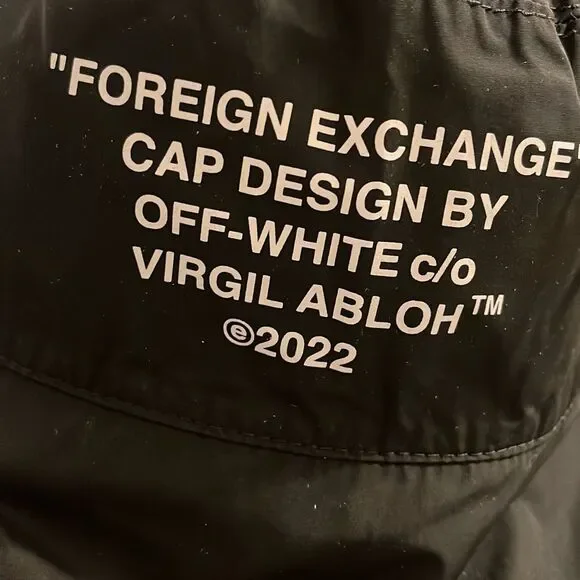 "FOREIGN EXCHANGE"
CAP DESIGN BY
OFF-WHITE c/o
VIRGIL ABLOH™
©2022